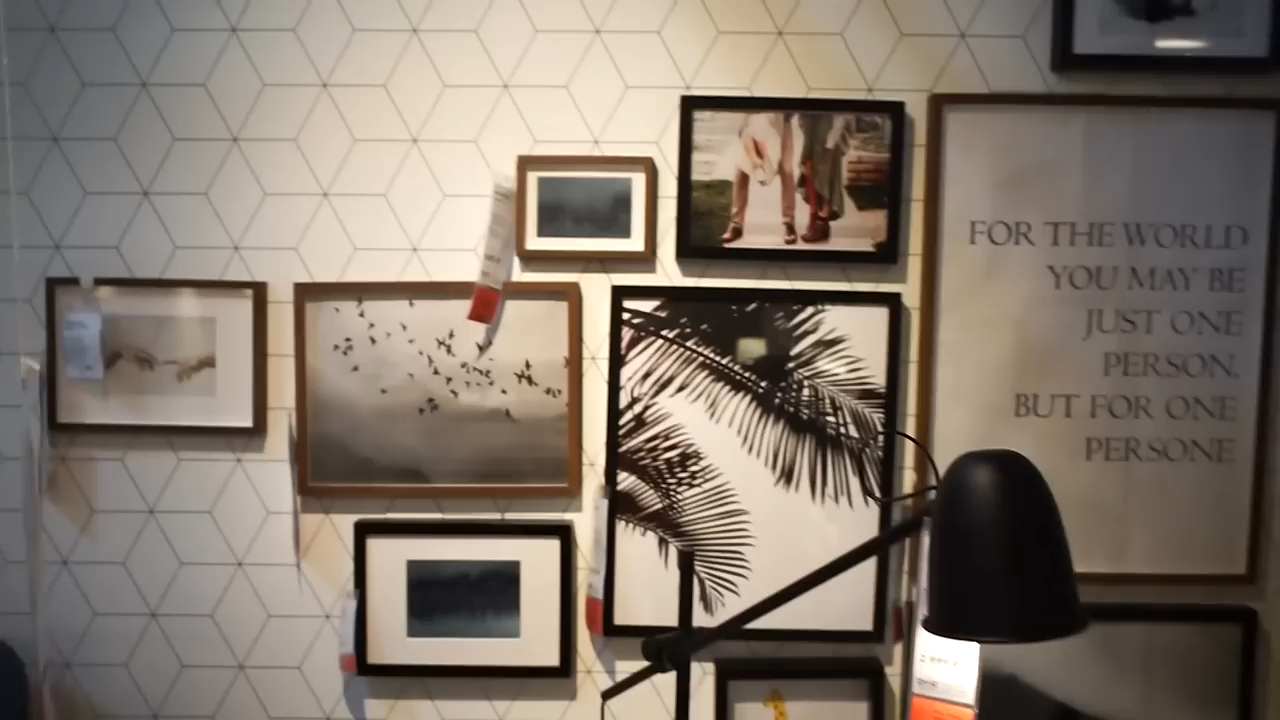 FOR THE WORLD
YOU MAY BE
JUST ONE
PERSON.
BUT FOR ONE
PERSONE